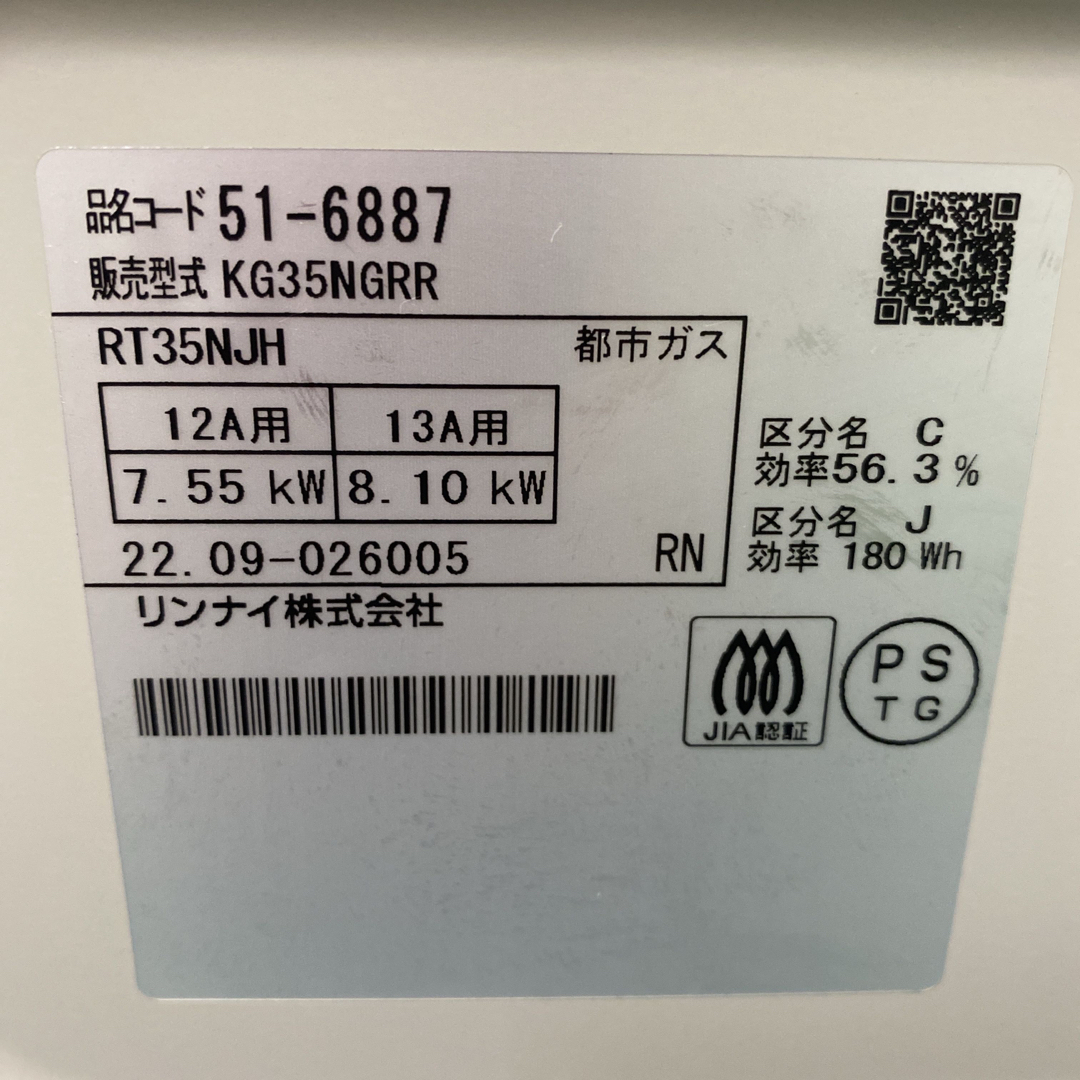 品名コード 51-6887
販売型式 KG35NGRR
RT35NJH 都市ガス
12A用 13A用
7.55 kW 8.10 kW
22.09-026005 RN
リンナイ株式会社
区分名 C
効率56.3%
区分名 J
効率 180 Wh
JIA認証
PS
TG